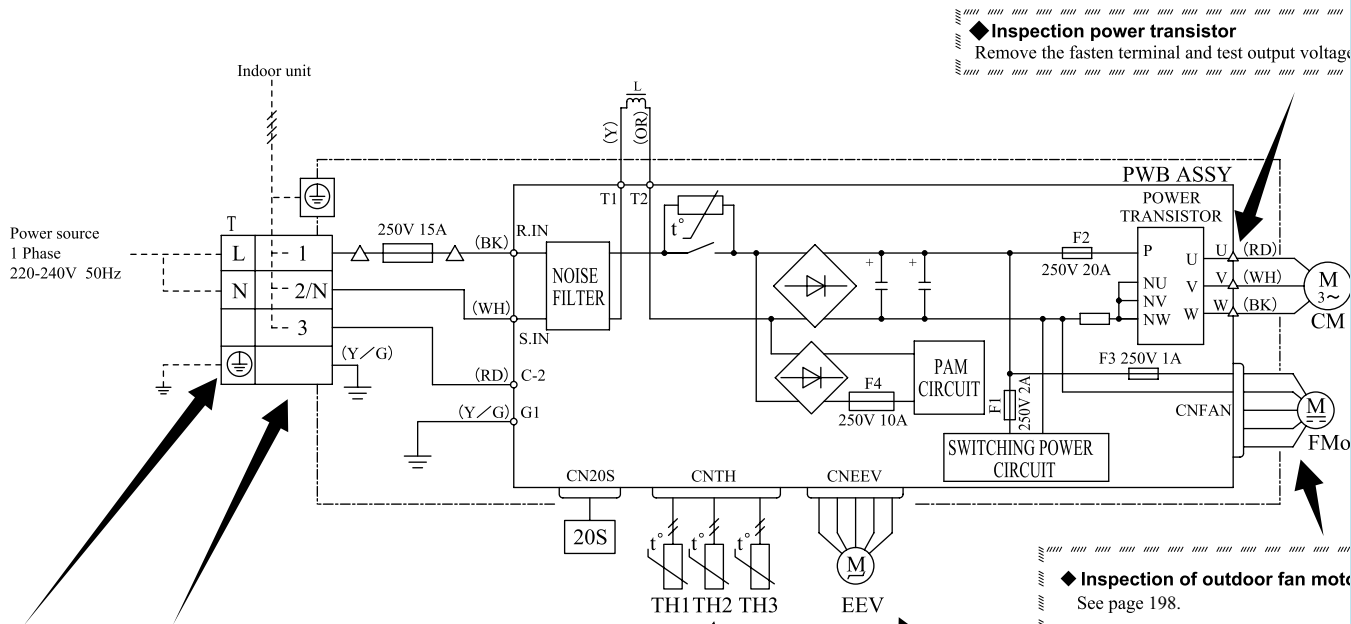 ◆Inspection power transistor
Remove the fasten terminal and test output voltage
Indoor unit
L
(Y)
(OR)
PWB ASSY
T1 T2
POWER
TRANSISTOR
T
Power source
1 Phase
220-240V 50Hz
L
1
N
2/N
3
250V 15A
(BK)
R.IN
(WH)
S.IN
NOISE
FILTER
t°
+
+
F2
250V 20A
P
NU
NV
NW
U
V
W
U
(RD)
V
(WH)
W
(BK)
M
3~
CM
(Y/G)
(RD)
C-2
(Y/G)
G1
F4
250V 10A
PAM
CIRCUIT
F1
250V 2A
F3 250V 1A
CNFAN
M
FMo
SWITCHING POWER
CIRCUIT
CN20S
CNTH
CNEEV
20S
t°
t°
t°
M
TH1 TH2 TH3
EEV
◆ Inspection of outdoor fan moto
See page 198.